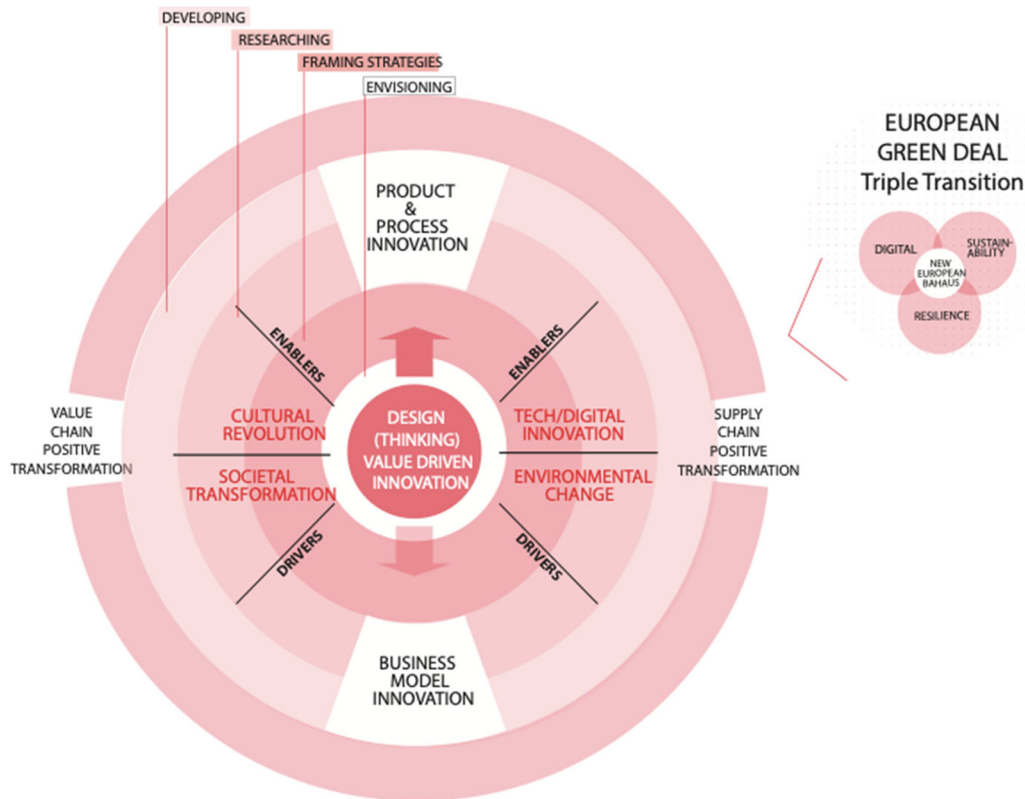 DEVELOPING
RESEARCHING
FRAMING STRATEGIES
ENVISIONING
PRODUCT
&
PROCESS
INNOVATION
ENABLERS
ENABLERS
CULTURAL
REVOLUTION
TECH/DIGITAL
INNOVATION
DESIGN
(THINKING)
VALUE DRIVEN
INNOVATION
SOCIETAL
TRANSFORMATION
ENVIRONMENTAL
CHANGE
VALUE
CHAIN
POSITIVE
TRANSFORMATION
SUPPLY
CHAIN
POSITIVE
TRANSFORMATION
DRIVERS
DRIVERS
BUSINESS
MODEL
INNOVATION
EUROPEAN
GREEN DEAL
Triple Transition
DIGITAL
SUSTAIN-
ABILITY
NEW
EUROPEAN
BAHAUS
RESILIENCE